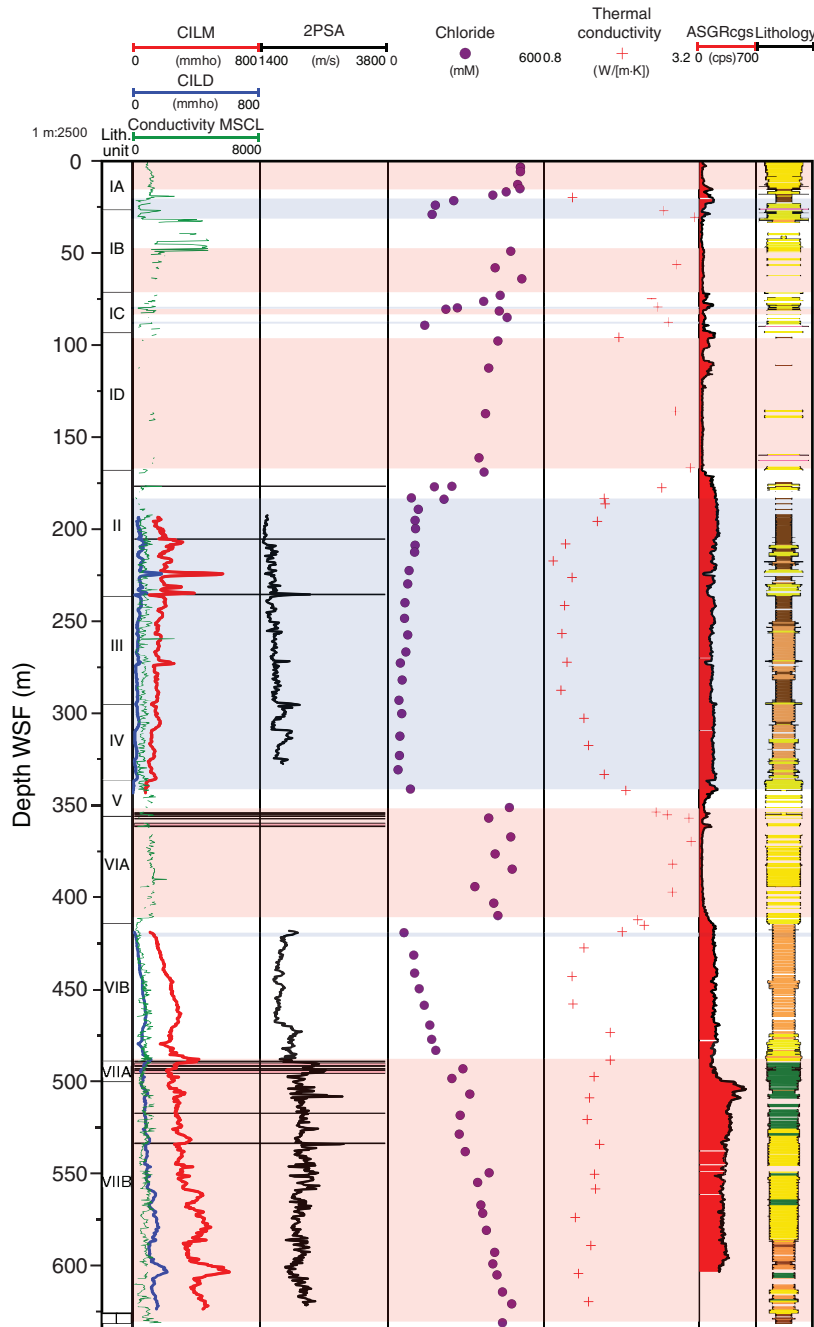 CILM 2PSA Chloride Thermal conductivity ASGRcgs Lithology
0 (mmho) 800 1400 (m/s) 3800 0 (mM) 600 0.8 (W/[m·K]) 3.2 0 (cps) 700
CILD
0 (mmho) 800
Conductivity MSCL
1 m:2500 Lith. unit 0 8000
0
IA
IB
50
IC
100
ID
150
II
200
250
III
300
IV
Depth WSF (m)
V
350
VIA
400
450
VIB
VIIA
500
550
VIIB
600